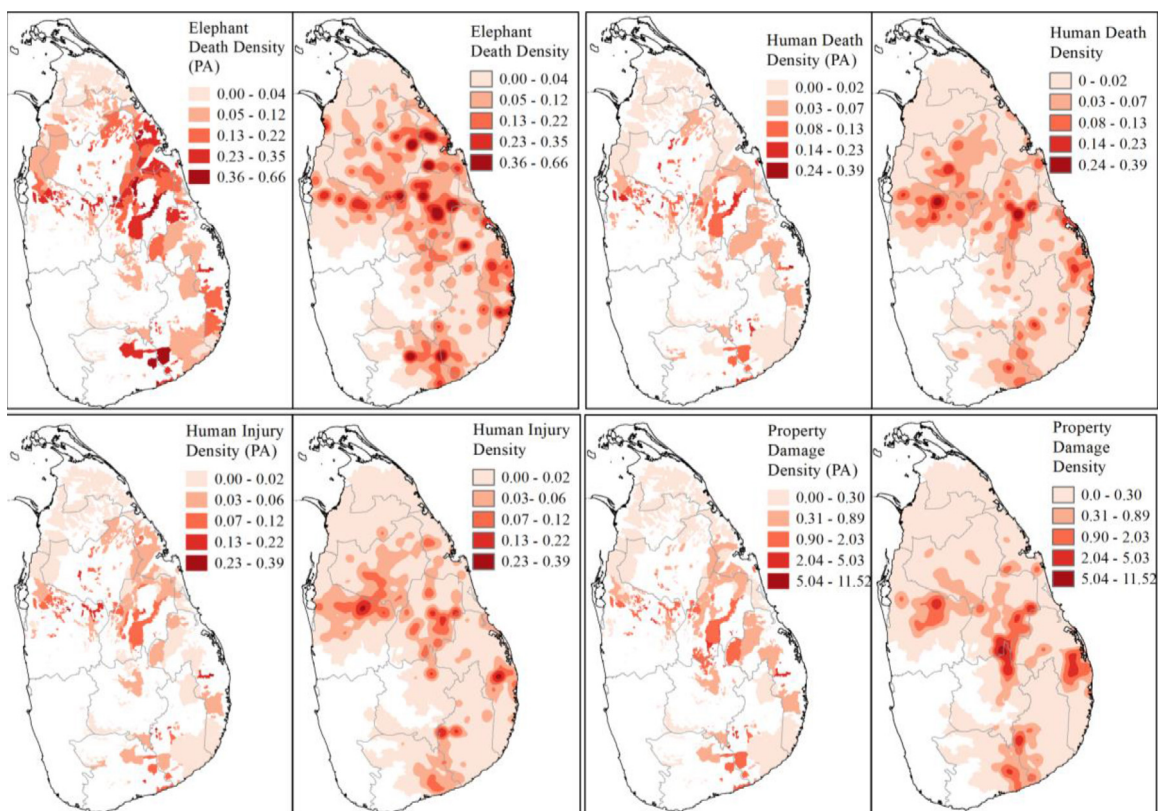 Elephant
Death Density
(PA)
0.00 - 0.04
0.05 - 0.12
0.13 - 0.22
0.23 - 0.35
0.36 - 0.66
Elephant
Death Density
0.00 - 0.04
0.05 - 0.12
0.13 - 0.22
0.23 - 0.35
0.36 - 0.66
Human Death
Density (PA)
0.00 - 0.02
0.03 - 0.07
0.08 - 0.13
0.14 - 0.23
0.24 - 0.39
Human Death
Density
0 - 0.02
0.03 - 0.07
0.08 - 0.13
0.14 - 0.23
0.24 - 0.39
Human Injury
Density (PA)
0.00 - 0.02
0.03 - 0.06
0.07 - 0.12
0.13 - 0.22
0.23 - 0.39
Human Injury
Density
0.00 - 0.02
0.03 - 0.06
0.07 - 0.12
0.13 - 0.22
0.23 - 0.39
Property
Damage
Density (PA)
0.00 - 0.30
0.31 - 0.89
0.90 - 2.03
2.04 - 5.03
5.04 - 11.52
Property
Damage
Density
0.0 - 0.30
0.31 - 0.89
0.90 - 2.03
2.04 - 5.03
5.04 - 11.52